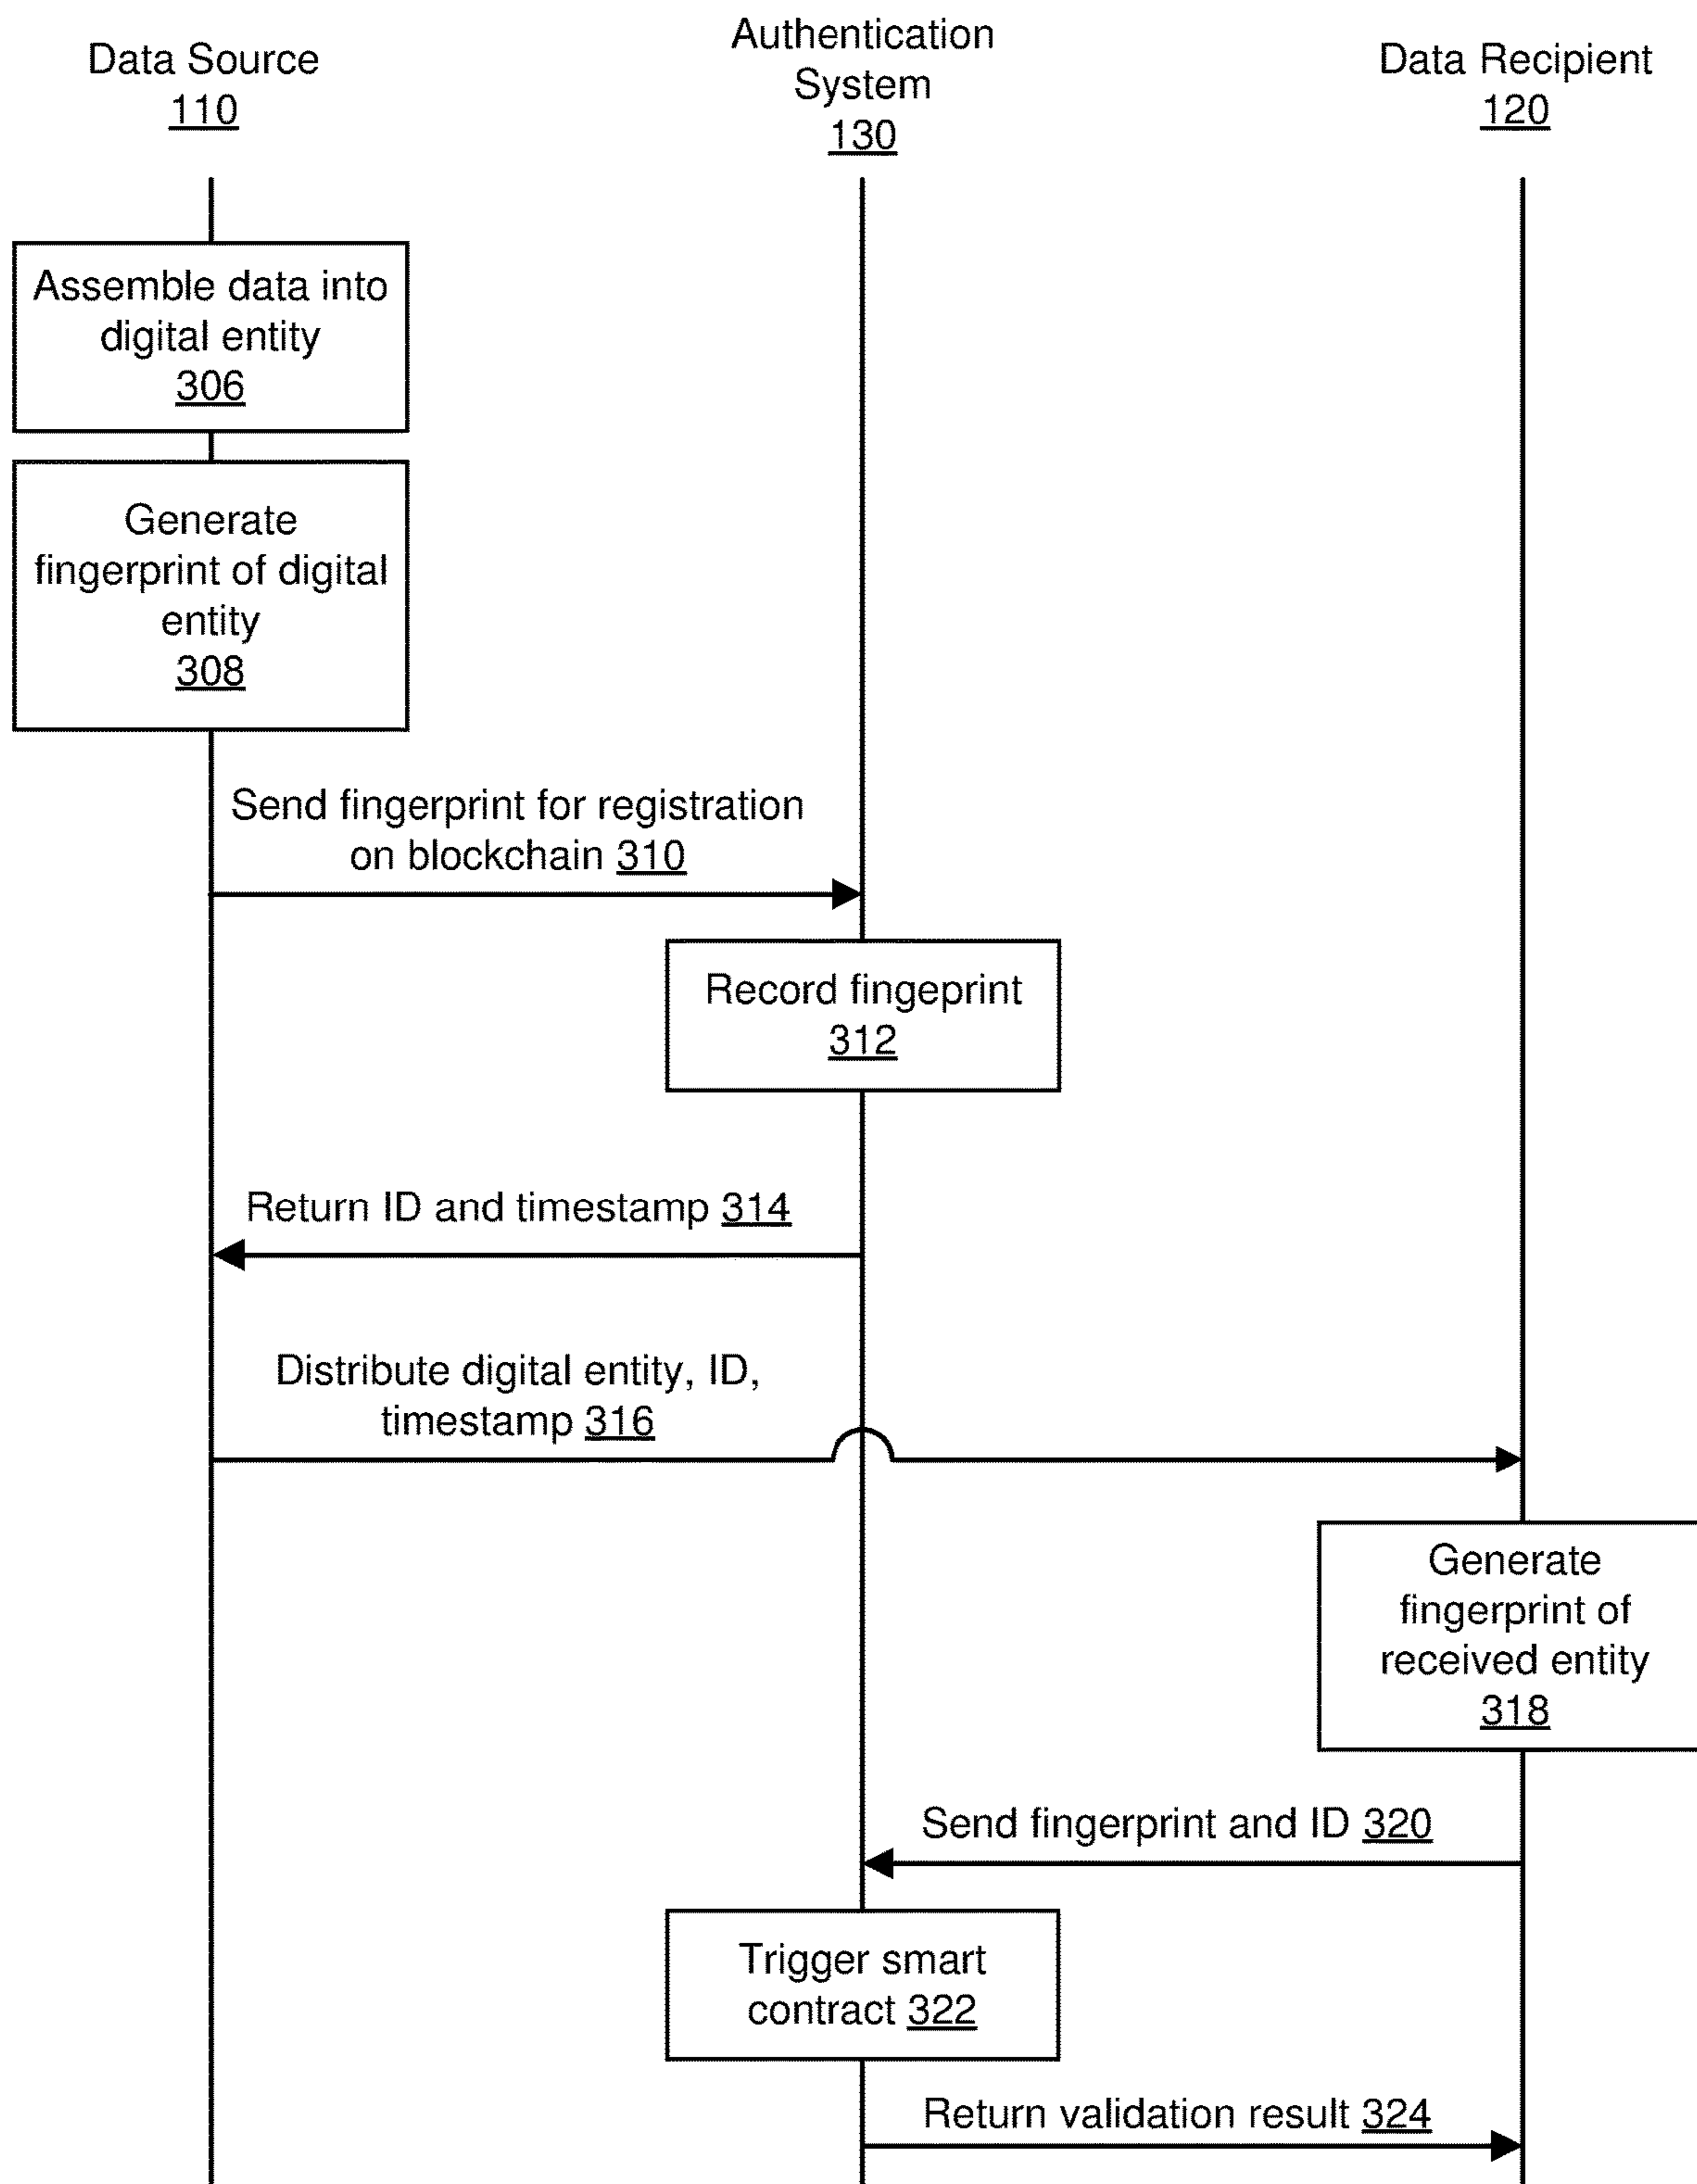 Data Source
110
Authentication
System
130
Data Recipient
120
Assemble data into
digital entity
306
Generate
fingerprint of digital
entity
308
Send fingerprint for registration
on blockchain 310
Record fingeprint
312
Return ID and timestamp 314
Distribute digital entity, ID,
timestamp 316
Generate
fingerprint of
received entity
318
Send fingerprint and ID 320
Trigger smart
contract 322
Return validation result 324